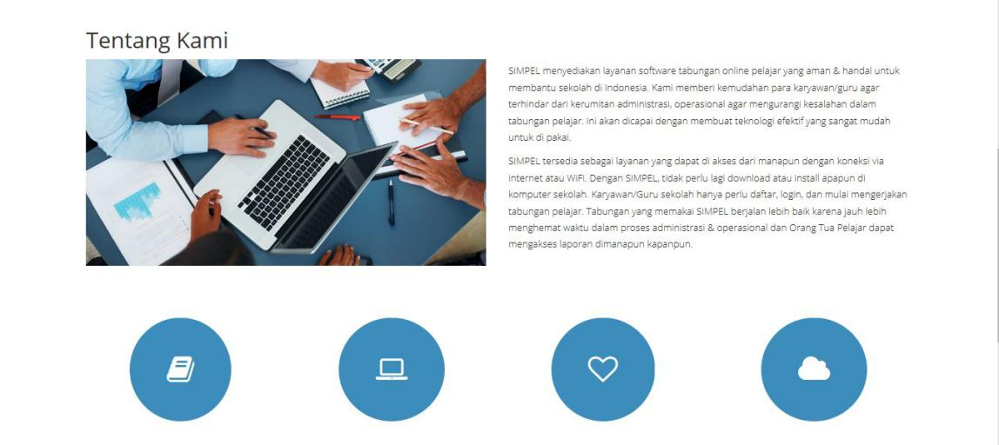 Tentang Kami
SIMPEL menyediakan layanan software tabungan online pelajar yang aman & handal untuk
membantu sekolah di Indonesia. Kami memberi kemudahan para karyawan/guru agar
terhindar dari kerumitan administrasi, operasional agar mengurangi kesalahan dalam
tabungan pelajar. Ini akan dicapai dengan membuat teknologi efektif yang sangat mudah
untuk di pakai.
SIMPEL tersedia sebagai layanan yang dapat di akses dari manapun dengan koneksi via
internet atau WiFi. Dengan SIMPEL, tidak perlu lagi download atau install apapun di
komputer sekolah. Karyawan/Guru sekolah hanya perlu daftar, login, dan mulai mengerjakan
tabungan pelajar. Tabungan yang memakai SIMPEL berjalan lebih baik karena jauh lebih
menghemat waktu dalam proses administrasi & operasional dan Orang Tua Pelajar dapat
mengakses laporan dimanapun kapanpun.